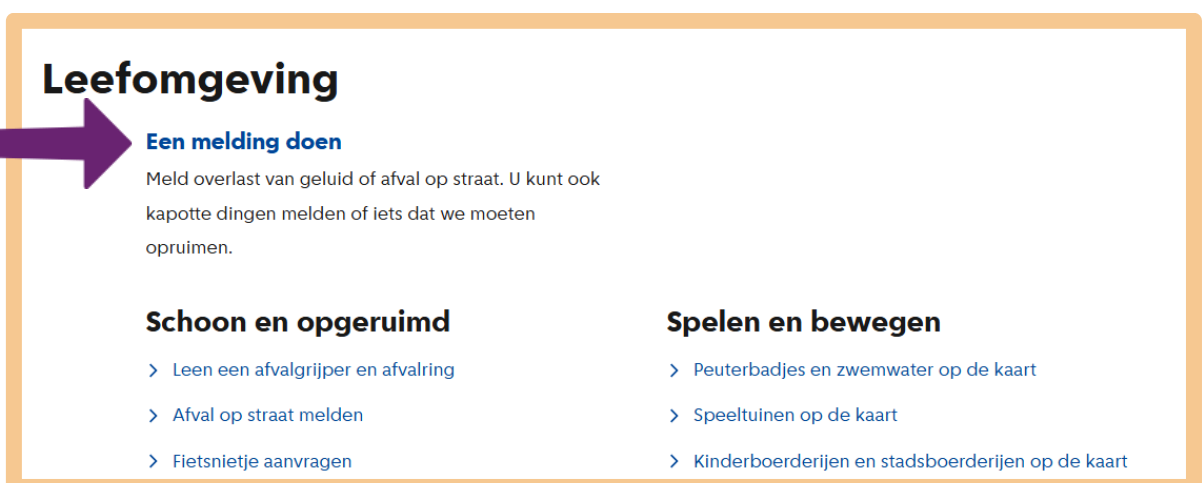 Leefomgeving
Een melding doen
Meld overlast van geluid of afval op straat. U kunt ook
kapotte dingen melden of iets dat we moeten
opruimen.
Schoon en opgeruimd
Leen een afvalgrijper en afvalring
Afval op straat melden
Fietsnietje aanvragen
Spelen en bewegen
Peuterbadjes en zwemwater op de kaart
Speeltuinen op de kaart
Kinderboerderijen en stadsboerderijen op de kaart